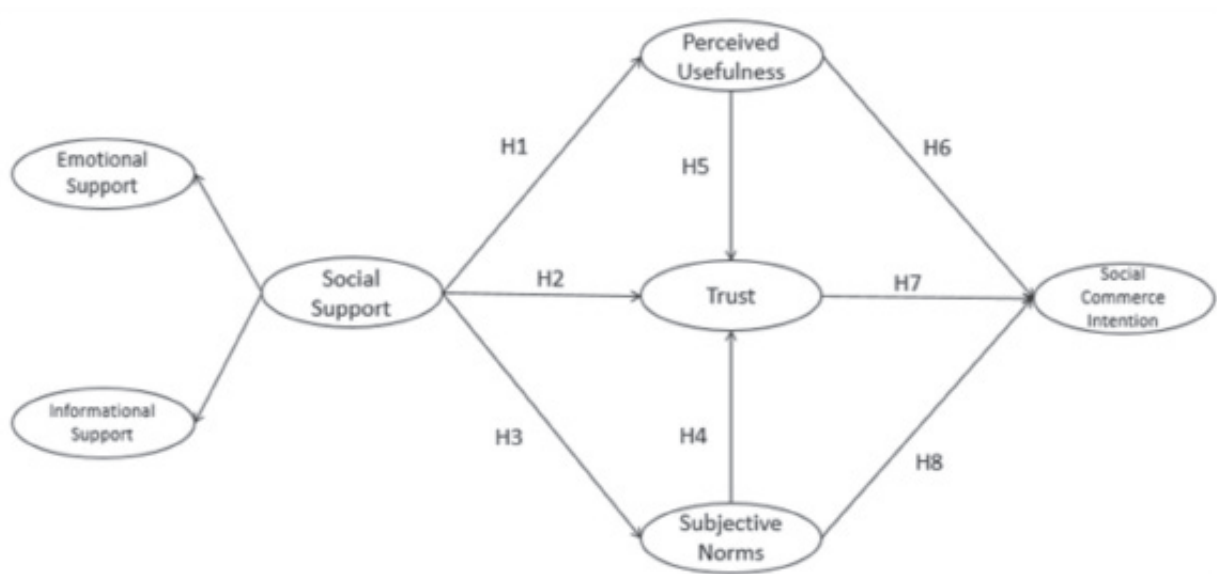 Perceived
Usefulness
H1
H6
Emotional
Support
H5
Social
Support
H2
Trust
H7
Social
Commerce
Intention
Informational
Support
H3
H4
H8
Subjective
Norms